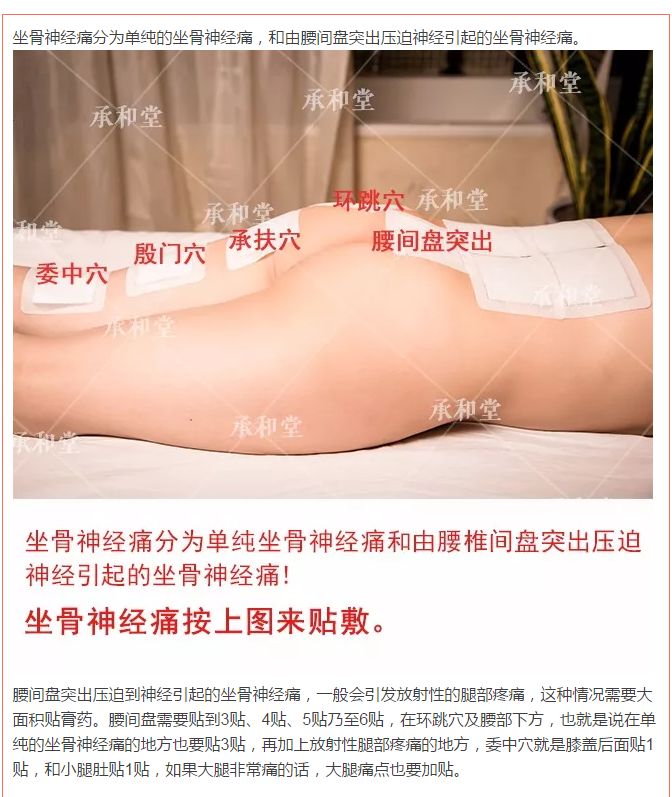 坐骨神经痛分为单纯的坐骨神经痛，和由腰间盘突出压迫神经引起的坐骨神经痛。
承和堂
承和堂
承和堂
环跳穴
承和堂
承和堂
承扶穴
腰间盘突出
和堂
殷门穴
委中穴
承和堂
承和堂
承和堂
承和堂
承和堂
坐骨神经痛分为单纯坐骨神经痛和由腰椎间盘突出压迫
神经引起的坐骨神经痛！
坐骨神经痛按上图来贴敷。
腰间盘突出压迫到神经引起的坐骨神经痛，一般会引发放射性的腿部疼痛，这种情况需要大
面积贴膏药。腰间盘需要贴到3贴、4贴、5贴乃至6贴，在环跳穴及腰部下方，也就是说在单
纯的坐骨神经痛的地方也要贴3贴，再加上放射性腿部疼痛的地方，委中穴就是膝盖后面贴1
贴，和小腿肚贴1贴，如果大腿非常痛的话，大腿痛点也要加贴。